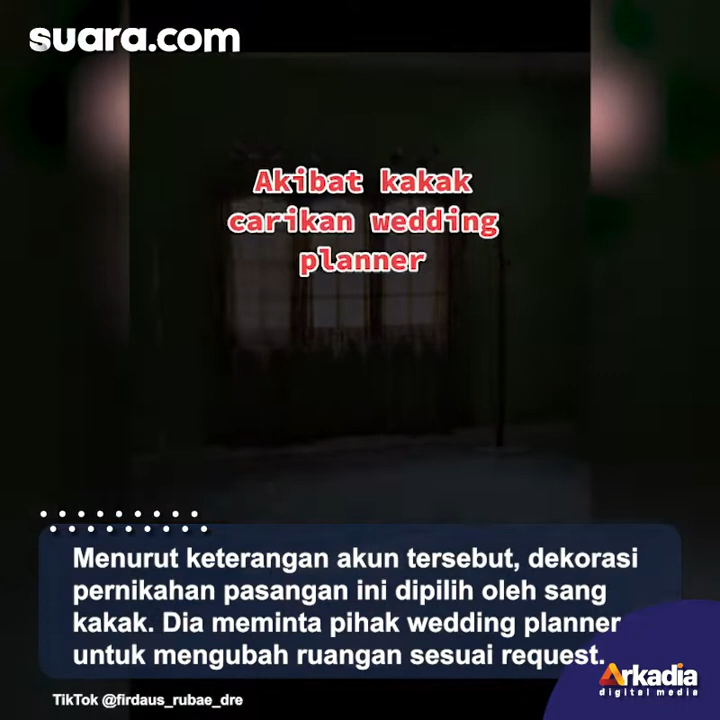 suara.com
Akibat kakak
carikan wedding
planner
Menurut keterangan akun tersebut, dekorasi
pernikahan pasangan ini dipilih oleh sang
kakak. Dia meminta pihak wedding planner
untuk mengubah ruangan sesuai request.
Arkadia
digital media
TikTok @firdaus_rubae_dre